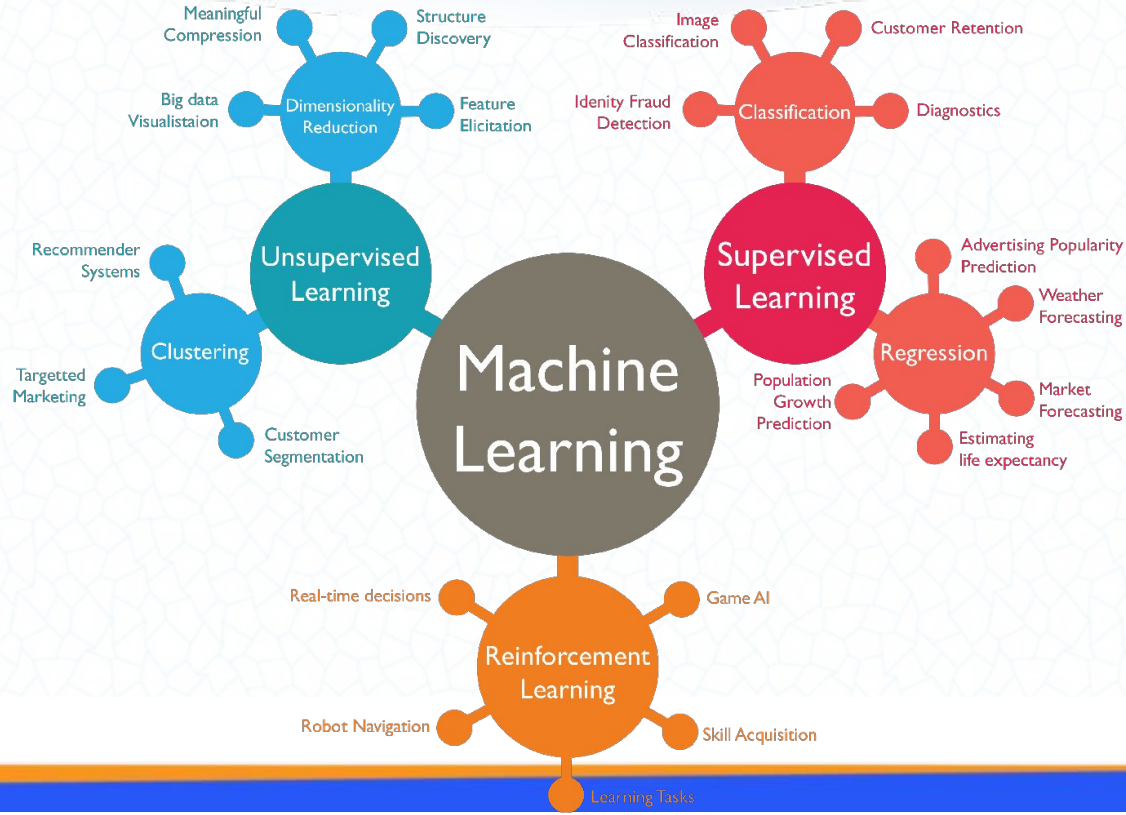 Meaningful
Compression
Structure
Discovery
Big data
Visualistaion
Dimensionality
Reduction
Feature
Elicitation
Image
Classification
Customer Retention
Idenity Fraud
Detection
Classification
Diagnostics
Unsupervised
Learning
Supervised
Learning
Recommender
Systems
Clustering
Targetted
Marketing
Customer
Segmentation
Machine
Learning
Advertising Popularity
Prediction
Weather
Forecasting
Regression
Population
Growth
Prediction
Market
Forecasting
Estimating
life expectancy
Real-time decisions
Game AI
Reinforcement
Learning
Robot Navigation
Skill Acquisition
Learning Tasks